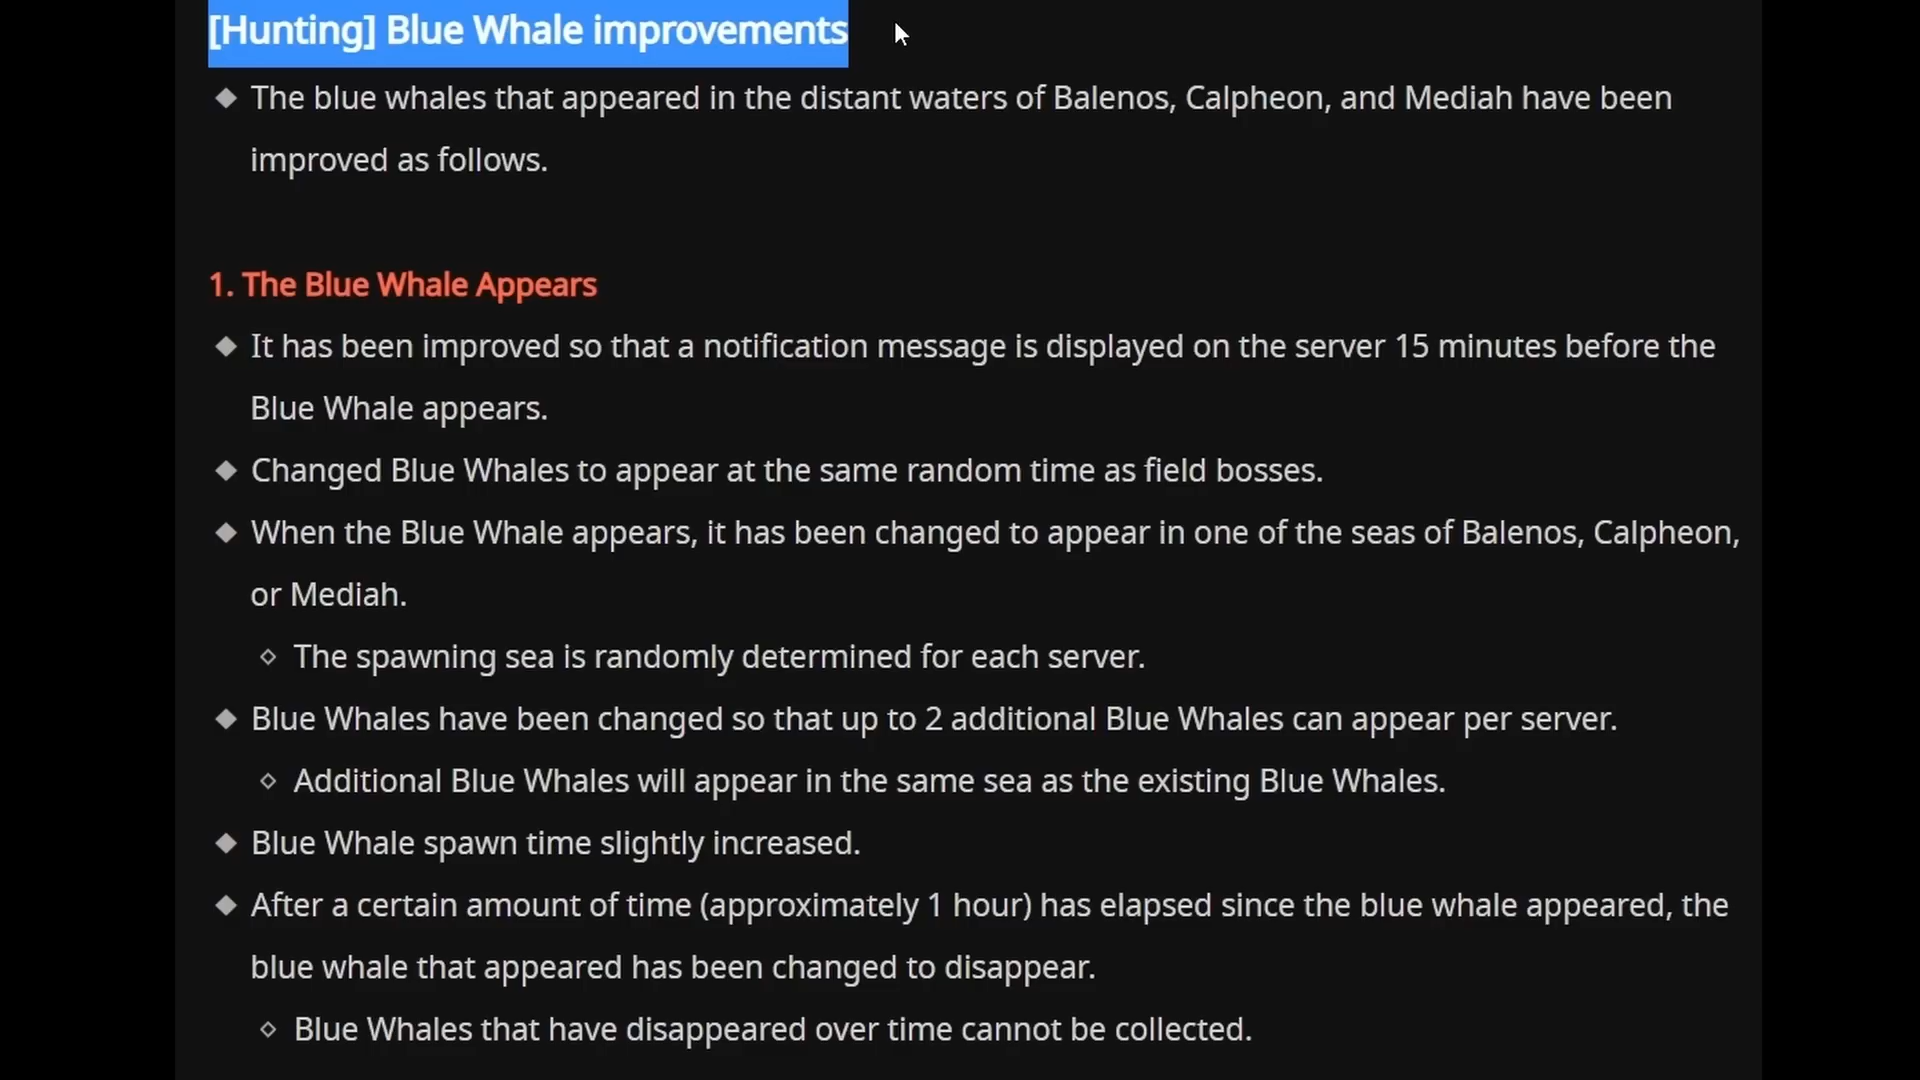 [Hunting] Blue Whale improvements
◆ The blue whales that appeared in the distant waters of Balenos, Calpheon, and Mediah have been
improved as follows.
1. The Blue Whale Appears
◆ It has been improved so that a notification message is displayed on the server 15 minutes before the
Blue Whale appears.
◆ Changed Blue Whales to appear at the same random time as field bosses.
◆ When the Blue Whale appears, it has been changed to appear in one of the seas of Balenos, Calpheon,
or Mediah.
◇ The spawning sea is randomly determined for each server.
◆ Blue Whales have been changed so that up to 2 additional Blue Whales can appear per server.
◇ Additional Blue Whales will appear in the same sea as the existing Blue Whales.
◆ Blue Whale spawn time slightly increased.
◆ After a certain amount of time (approximately 1 hour) has elapsed since the blue whale appeared, the
blue whale that appeared has been changed to disappear.
◇ Blue Whales that have disappeared over time cannot be collected.